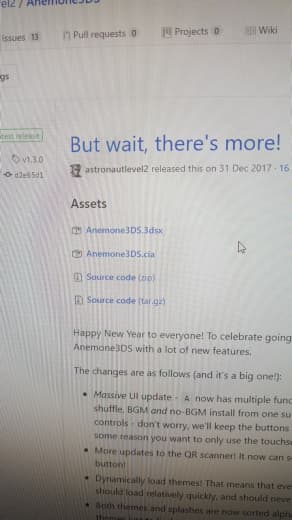 Anemone3DS
Issues 13 Pull requests 0 Projects 0 Wiki
gs
Latest release
v1.3.0
d2e65d1
But wait, there's more!
astronautlevel2 released this on 31 Dec 2017 · 16
Assets
Anemone3DS.3dsx
Anemone3DS.cia
Source code (zip)
Source code (tar.gz)
Happy New Year to everyone! To celebrate going
Anemone3DS with a lot of new features.
The changes are as follows (and it's a big one!):
• Massive UI update - A now has multiple func
shuffle, BGM and no-BGM install from one su
controls - don't worry, we'll keep the buttons
some reason you want to only use the touchs
• More updates to the QR scanner! It now can s
button!
• Dynamically load themes! That means that eve
should load relatively quickly, and should neve
• Both themes and splashes are now sorted alph